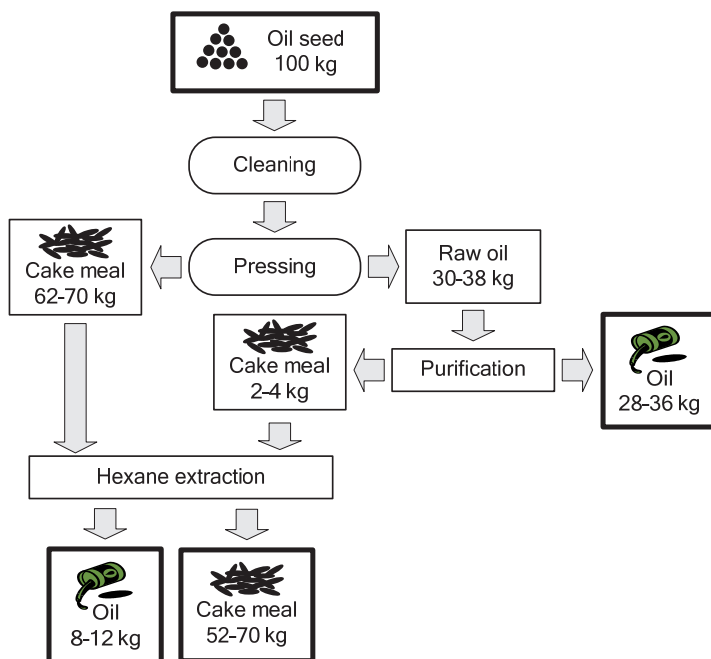 Oil seed
100 kg
Cleaning
Pressing
Cake meal
62-70 kg
Raw oil
30-38 kg
Cake meal
2-4 kg
Purification
Oil
28-36 kg
Hexane extraction
Oil
8-12 kg
Cake meal
52-70 kg